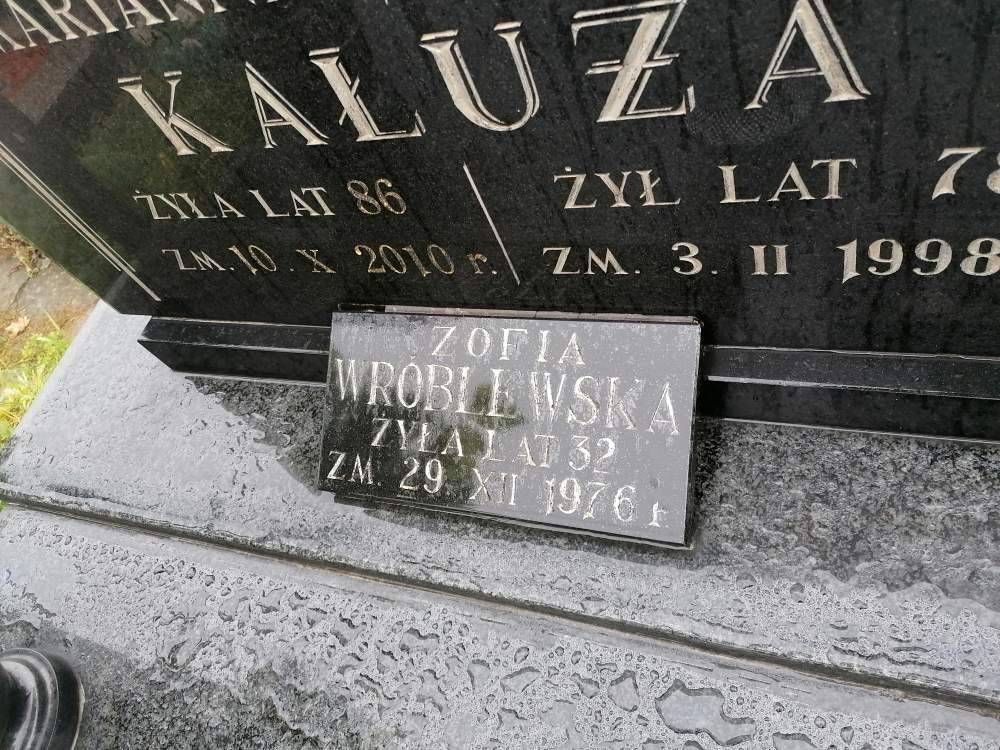 KAŁUŻA
ŻYŁA LAT 86
ZM. 10. X 2010 r.
ŻYŁ LAT
ZM. 3. II 1998
ZOFIA
WRÓBLEWSKA
ŻYŁA LAT 32
ZM 29 XII 1976 r